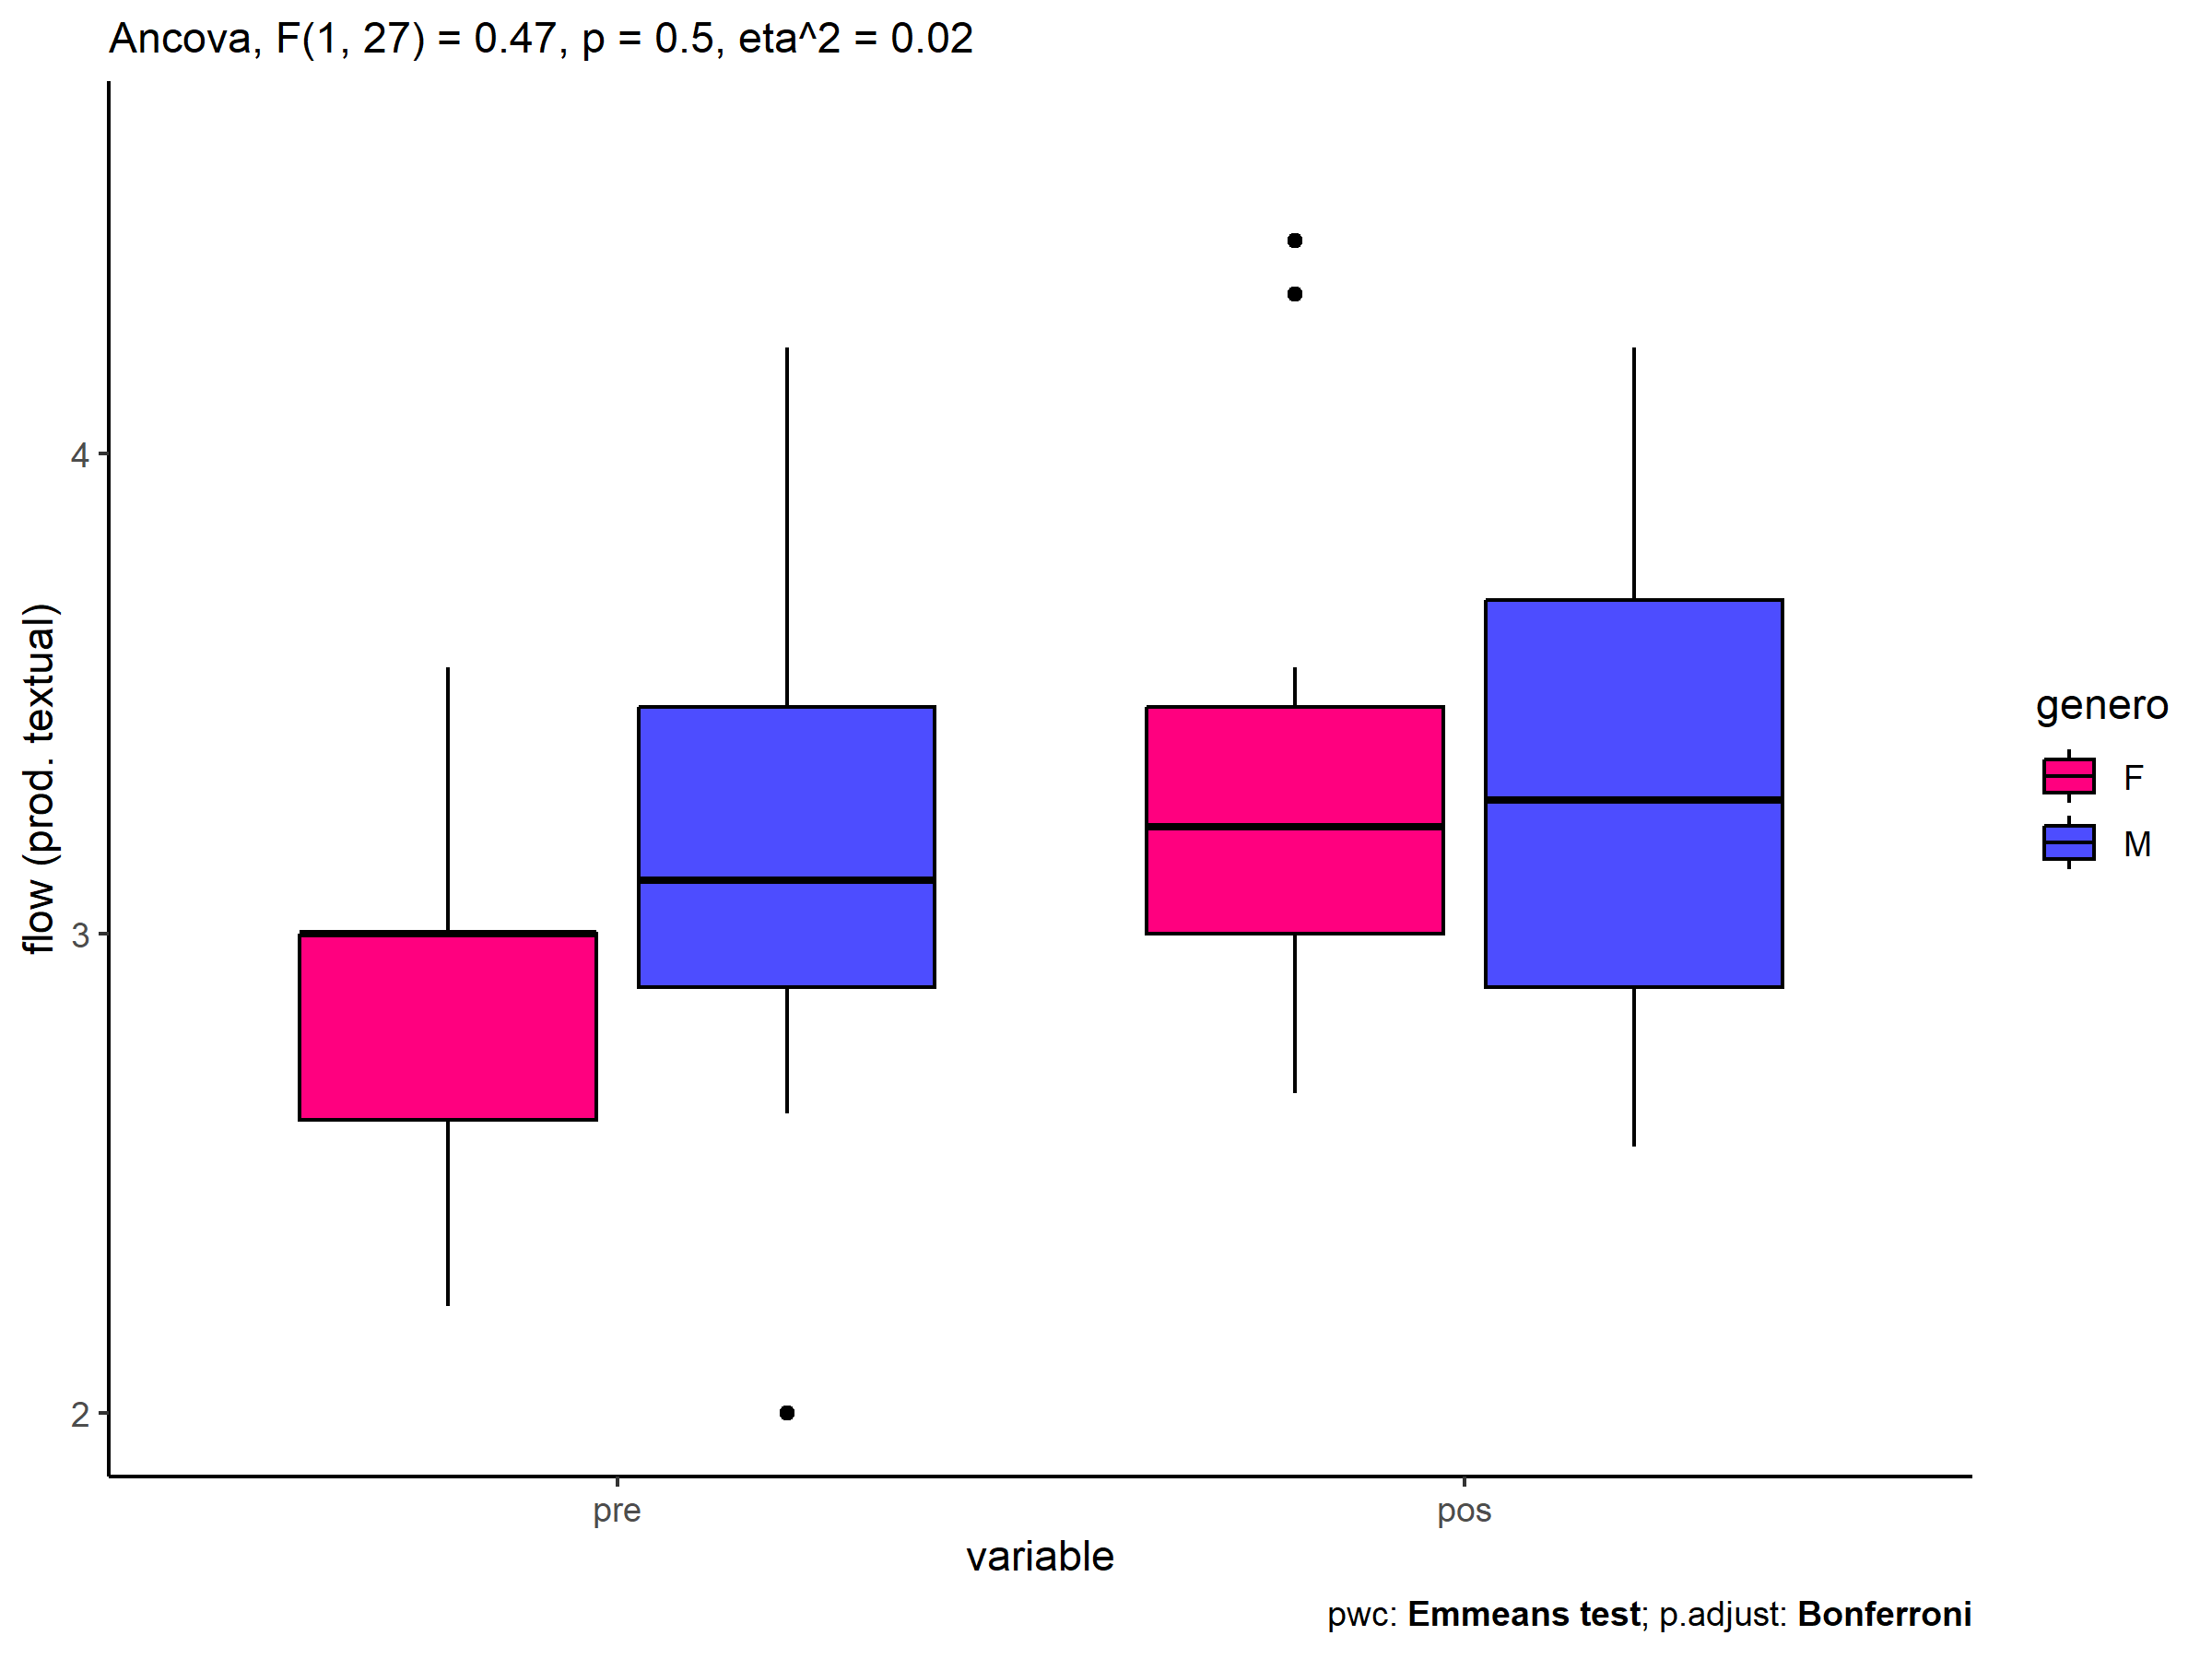 Ancova, F(1, 27) = 0.47, p = 0.5, eta^2 = 0.02
flow (prod. textual)
4
3
2
pre
pos
variable
genero
F
M
pwc: Emmeans test; p.adjust: Bonferroni